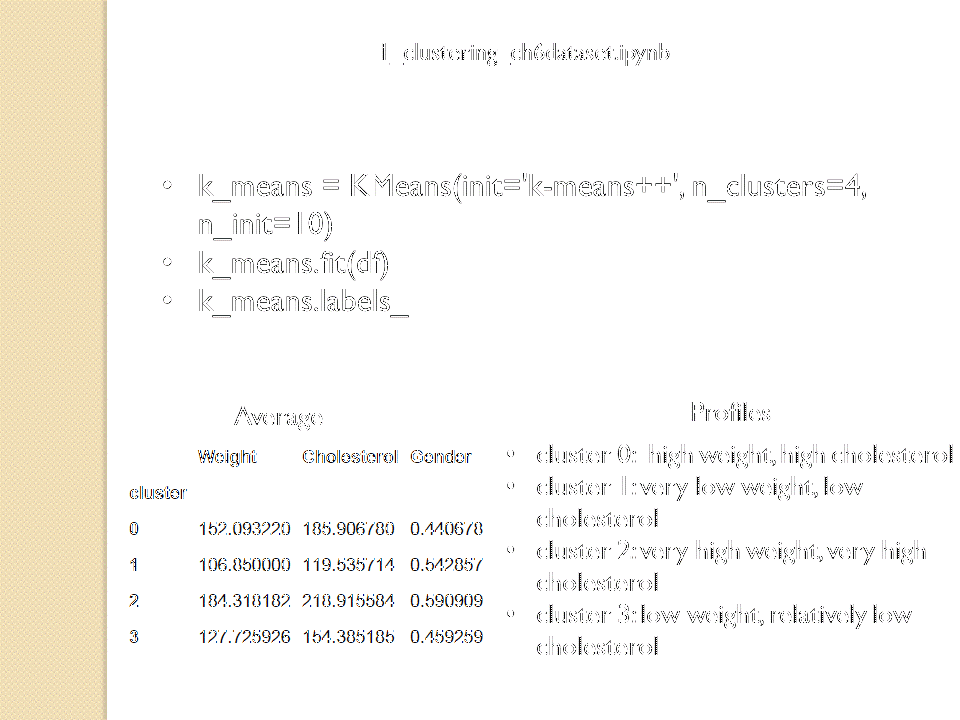 1_clustering_ch6dataset.ipynb
• k_means = KMeans(init='k-means++', n_clusters=4,
n_init=10)
• k_means.fit(df)
• k_means.labels_
Average
Weight Cholesterol Gender
cluster
0 152.093220 185.906780 0.440678
1 106.850000 119.535714 0.542857
2 184.318182 218.915584 0.590909
3 127.725926 154.385185 0.459259
Profiles
• cluster 0: high weight, high cholesterol
• cluster 1: very low weight, low
cholesterol
• cluster 2: very high weight, very high
cholesterol
• cluster 3: low weight, relatively low
cholesterol